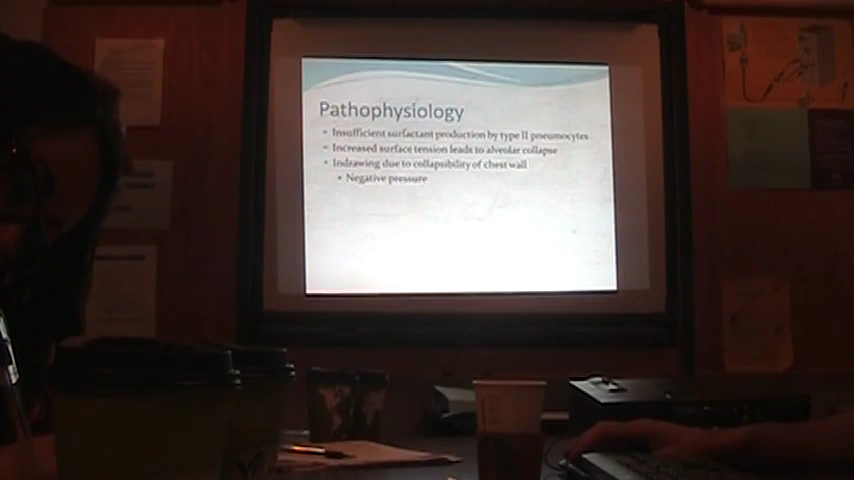 Pathophysiology
Insufficient surfactant production by type II pneumocytes
Increased surface tension leads to alveolar collapse
Indrawing due to collapsibility of chest wall
Negative pressure